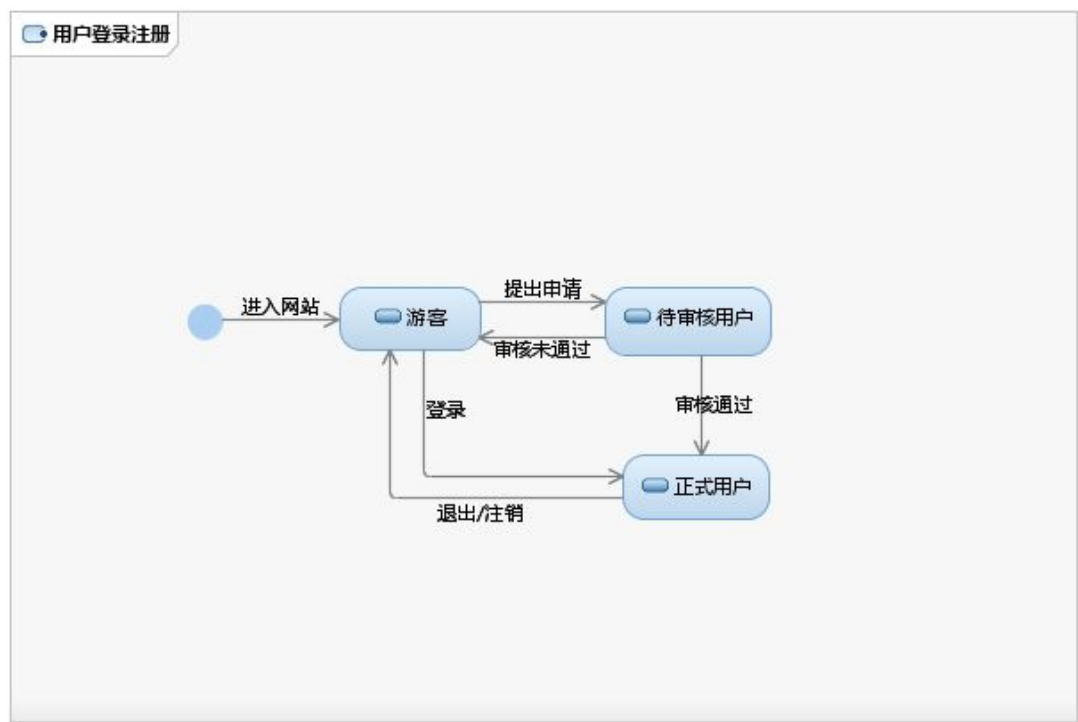 用户登录注册
进入网站
游客
提出申请
待审核用户
审核未通过
登录
审核通过
正式用户
退出/注销